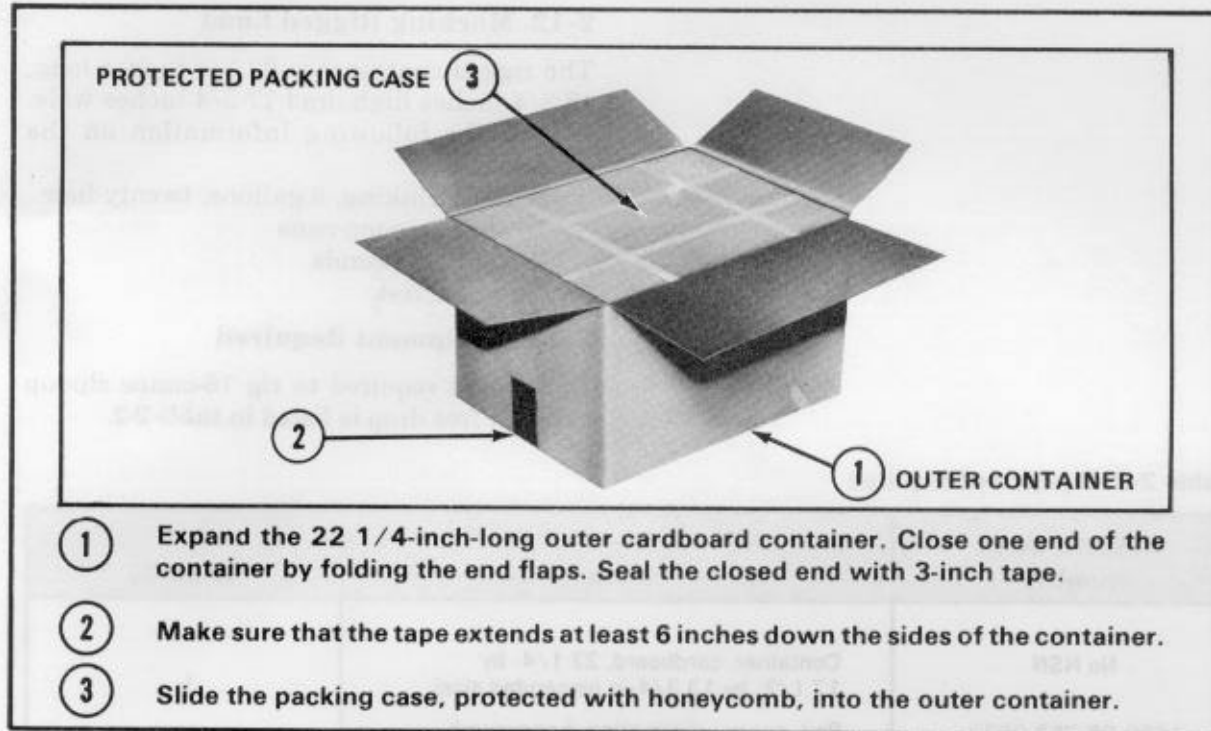 PROTECTED PACKING CASE 3
2
1 OUTER CONTAINER
1 Expand the 22 1/4-inch-long outer cardboard container. Close one end of the
container by folding the end flaps. Seal the closed end with 3-inch tape.
2 Make sure that the tape extends at least 6 inches down the sides of the container.
3 Slide the packing case, protected with honeycomb, into the outer container.